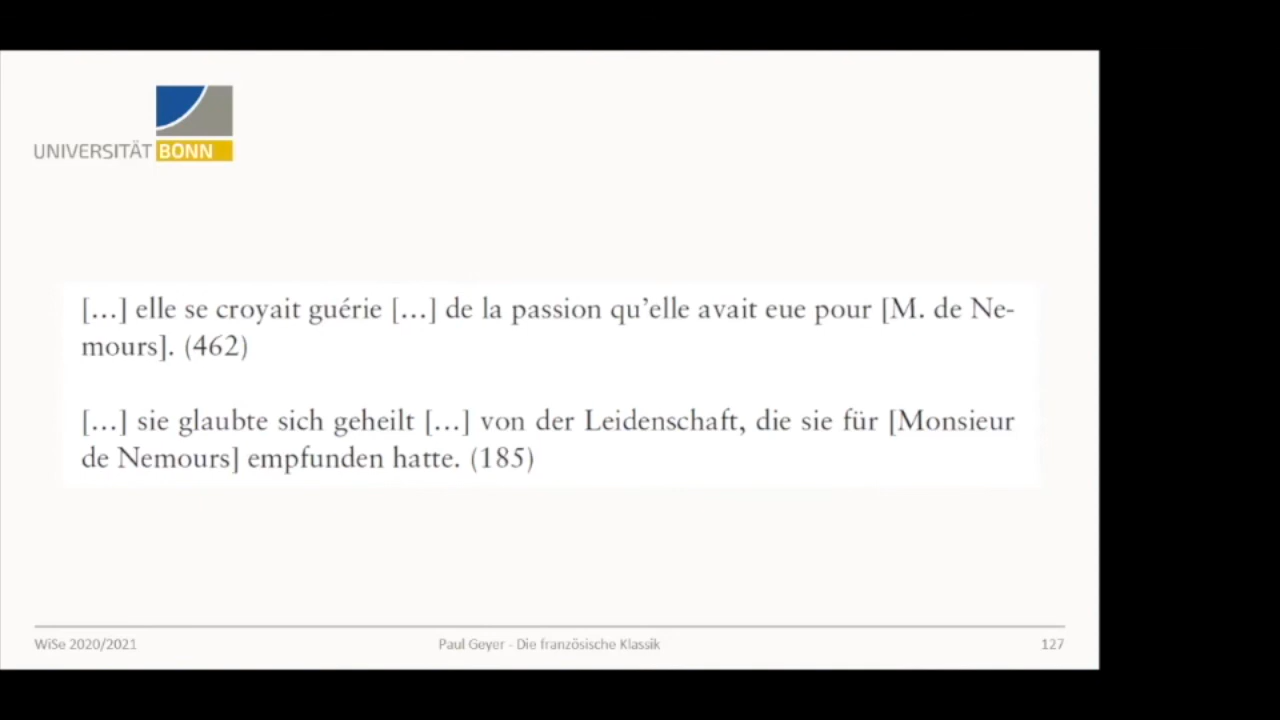 UNIVERSITÄT BONN
[…] elle se croyait guérie […] de la passion qu’elle avait eue pour [M. de Ne-
mours]. (462)
[…] sie glaubte sich geheilt […] von der Leidenschaft, die sie für [Monsieur
de Nemours] empfunden hatte. (185)
WiSe 2020/2021
Paul Geyer - Die französische Klassik
127